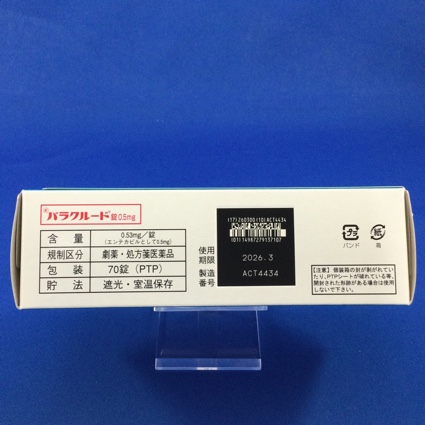 バラクルード錠0.5mg
含量 0.53mg/錠
(エンテカビルとして0.5mg)
規制区分 劇薬・処方箋医薬品
包装 70錠(PTP)
貯法 遮光・室温保存
(17)260300(10)ACT4434
(01)14987279137107
使用期限 2026.3
製造番号 ACT4434
プラ
バンド
紙
箱
【注意】個装箱の封が剥がれていたり、PTPシートが破れている等、
開封された形跡がある場合は使用しないで下さい。